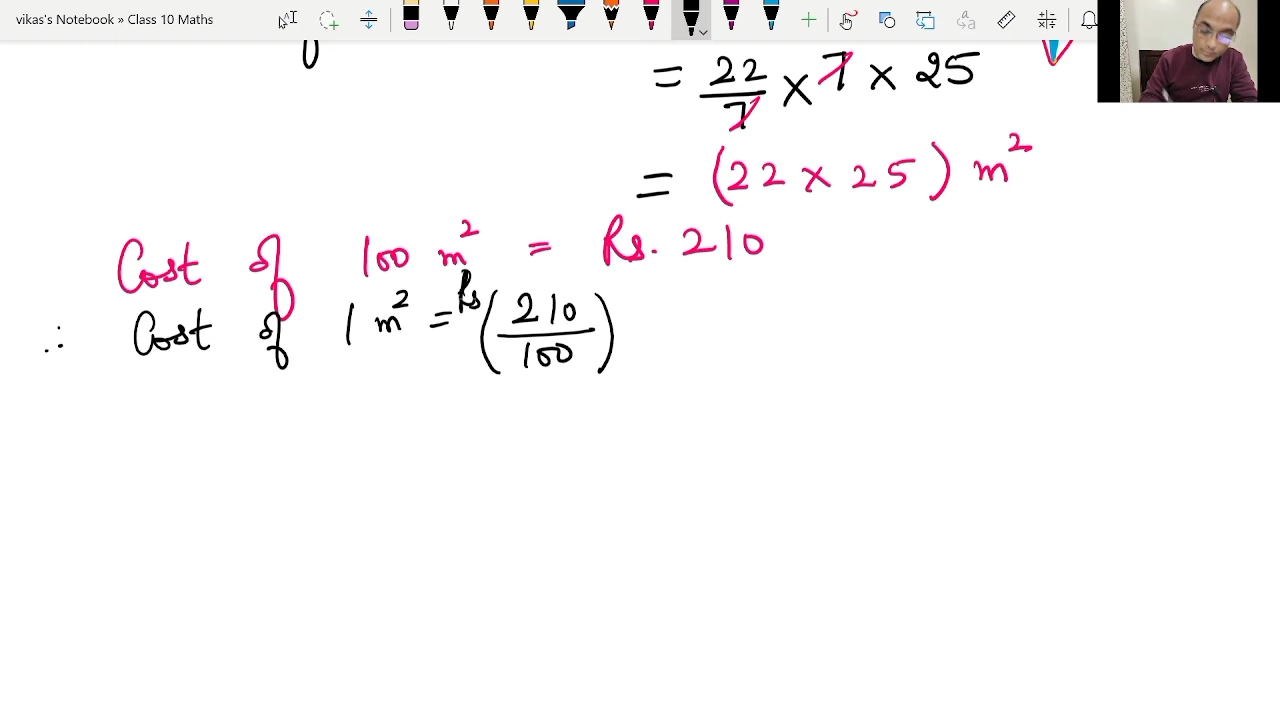 vikas's Notebook » Class 10 Maths
= 22/7 × 7 × 25
= (22 × 25) m²
Cost of 100 m² = Rs. 210
∴ Cost of 1 m² = Rs (210/100)